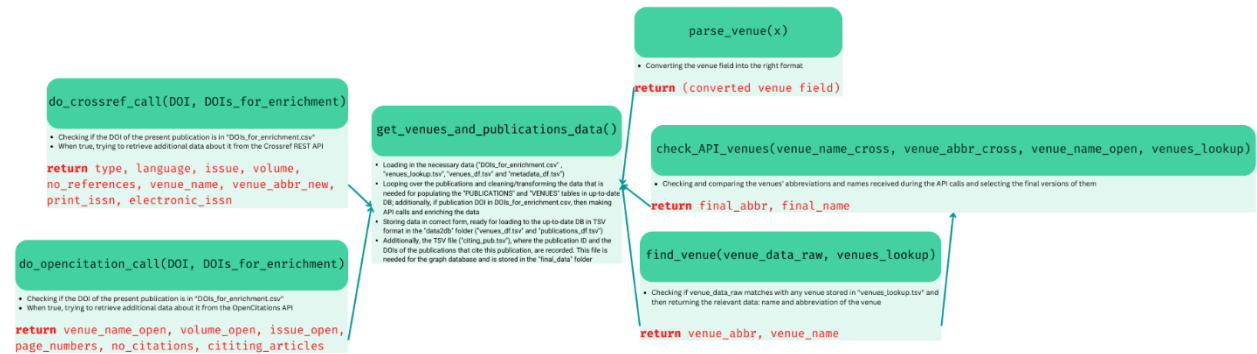 parse_venue(x)
• Converting the venue field into the right format
return (converted venue field)
do_crossref_call(DOI, DOIs_for_enrichment)
• Checking if the DOI of the present publication is in "DOIs_for_enrichment.csv"
• When true, trying to retrieve additional data about it from the Crossref REST API
return type, language, issue, volume,
no_references, venue_name, venue_abbr_new,
print_issn, electronic_issn
get_venues_and_publications_data()
• Loading in the necessary data ("DOIs_for_enrichment.csv" ,
"venues_lookup.tsv", "venues_df.tsv" and "metadata_df.tsv")
• Looping over the publications and cleaning/transforming the data that is
needed for populating the "PUBLICATIONS" and "VENUES" tables in up-to-date
DB; additionally, if publication DOI in DOIs_for_enrichment.csv, then making
API calls and enriching the data
• Storing data in correct form, ready for loading to the up-to-date DB in TSV
format in the "data2db" folder ("venues_df.tsv" and "publications_df.tsv")
• Additionally, the TSV file ("citing_pub.tsv"), where the publication ID and
the DOIs of the publications that cite this publication, are recorded. This file is
needed for the graph database and is stored in the "final_data" folder
check_API_venues(venue_name_cross, venue_abbr_cross, venue_name_open, venues_lookup)
• Checking and comparing the venues' abbreviations and names received during the API calls and selecting the final versions of them
return final_abbr, final_name
do_opencitation_call(DOI, DOIs_for_enrichment)
• Checking if the DOI of the present publication is in "DOIs_for_enrichment.csv"
• When true, trying to retrieve additional data about it from the OpenCitations API
return venue_name_open, volume_open, issue_open,
page_numbers, no_citations, cititing_articles
find_venue(venue_data_raw, venues_lookup)
• Checking if venue_data_raw matches with any venue stored in "venues_lookup.tsv" and
then returning the relevant data: name and abbreviation of the venue
return venue_abbr, venue_name